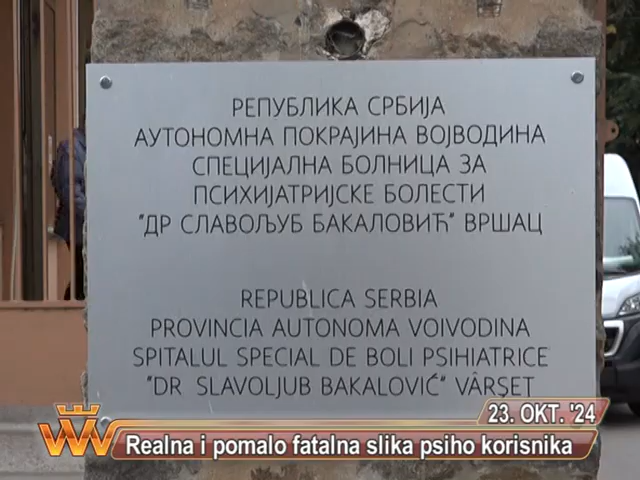 РЕПУБЛИКА СРБИЈА
АУТОНОМНА ПОКРАЈИНА ВОЈВОДИНА
СПЕЦИЈАЛНА БОЛНИЦА ЗА
ПСИХИЈАТРИЈСКЕ БОЛЕСТИ
"ДР СЛАВОЉУБ БАКАЛОВИЋ" ВРШАЦ
REPUBLICA SERBIA
PROVINCIA AUTONOMA VOIVODINA
SPITALUL SPECIAL DE BOLI PSIHIATRICE
"DR SLAVOLJUB BAKALOVIĆ" VÂRȘEȚ
23. OKT. '24
Realna i pomalo fatalna slika psiho korisnika